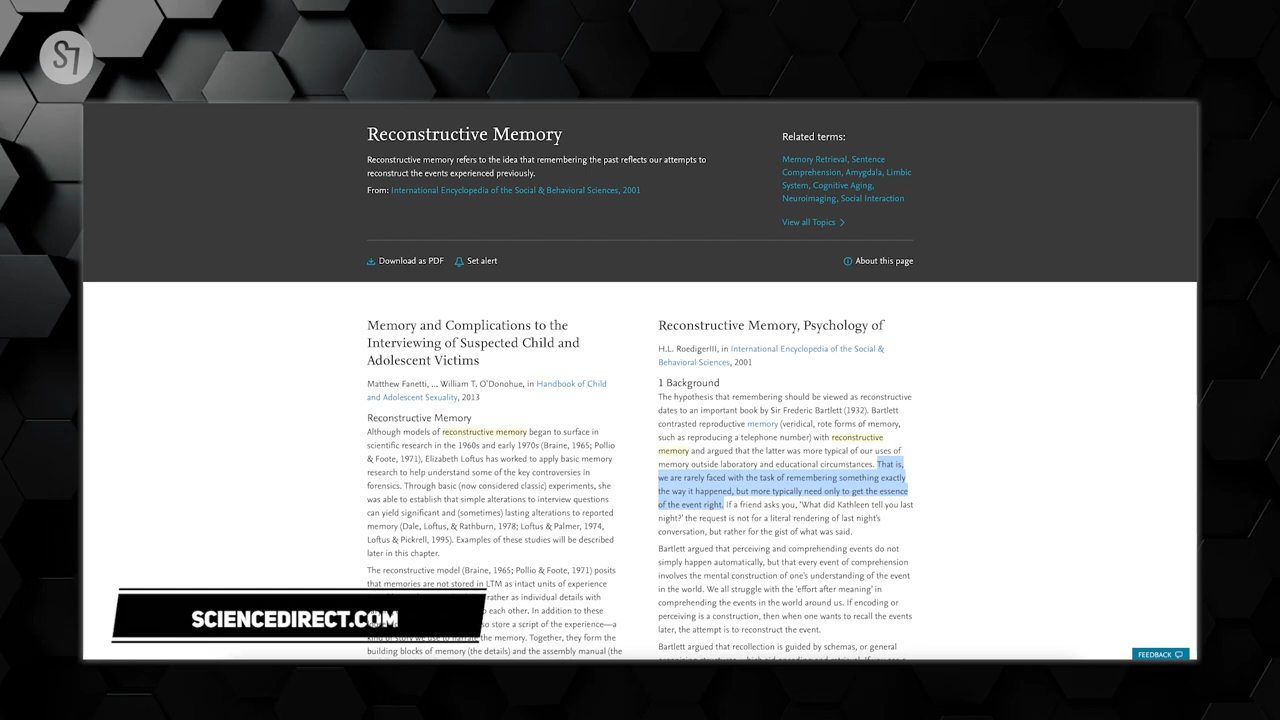 S7
Reconstructive Memory
Reconstructive memory refers to the idea that remembering the past reflects our attempts to
reconstruct the events experienced previously.
From: International Encyclopedia of the Social & Behavioral Sciences, 2001
Related terms:
Memory Retrieval, Sentence
Comprehension, Amygdala, Limbic
System, Cognitive Aging,
Neuroimaging, Social Interaction
View all Topics
Download as PDF
Set alert
About this page
Memory and Complications to the
Interviewing of Suspected Child and
Adolescent Victims
Matthew Fanetti, ... William T. O'Donohue, in Handbook of Child
and Adolescent Sexuality, 2013
Reconstructive Memory
Although models of reconstructive memory began to surface in
scientific research in the 1960s and early 1970s (Braine, 1965; Pollio
& Foote, 1971), Elizabeth Loftus has worked to apply basic memory
research to help understand some of the key controversies in
forensics. Through basic (now considered classic) experiments, she
was able to establish that simple alterations to interview questions
can yield significant and (sometimes) lasting alterations to reported
memory (Dale, Loftus, & Rathburn, 1978; Loftus & Palmer, 1974,
Loftus & Pickrell, 1995). Examples of these studies will be described
later in this chapter.
The reconstructive model (Braine, 1965; Pollio & Foote, 1971) posits
that memories are not stored in LTM as intact units of experience
rather as individual details with
o each other. In addition to these
to store a script of the experience—a
kind of story we use to narrate the memory. Together, they form the
building blocks of memory (the details) and the assembly manual (the
Reconstructive Memory, Psychology of
H.L. RoedigerIII, in International Encyclopedia of the Social &
Behavioral Sciences, 2001
1 Background
The hypothesis that remembering should be viewed as reconstructive
dates to an important book by Sir Frederic Bartlett (1932). Bartlett
contrasted reproductive memory (veridical, rote forms of memory,
such as reproducing a telephone number) with reconstructive
memory and argued that the latter was more typical of our uses of
memory outside laboratory and educational circumstances. That is,
we are rarely faced with the task of remembering something exactly
the way it happened, but more typically need only to get the essence
of the event right. If a friend asks you, 'What did Kathleen tell you last
night?' the request is not for a literal rendering of last night's
conversation, but rather for the gist of what was said.
Bartlett argued that perceiving and comprehending events do not
simply happen automatically, but that every event of comprehension
involves the mental construction of one's understanding of the event
in the world. We all struggle with the 'effort after meaning' in
comprehending the events in the world around us. If encoding or
perceiving is a construction, then when one wants to recall the events
later, the attempt is to reconstruct the event.
Bartlett argued that recollection is guided by schemas, or general
SCIENCEDIRECT.COM
FEEDBACK